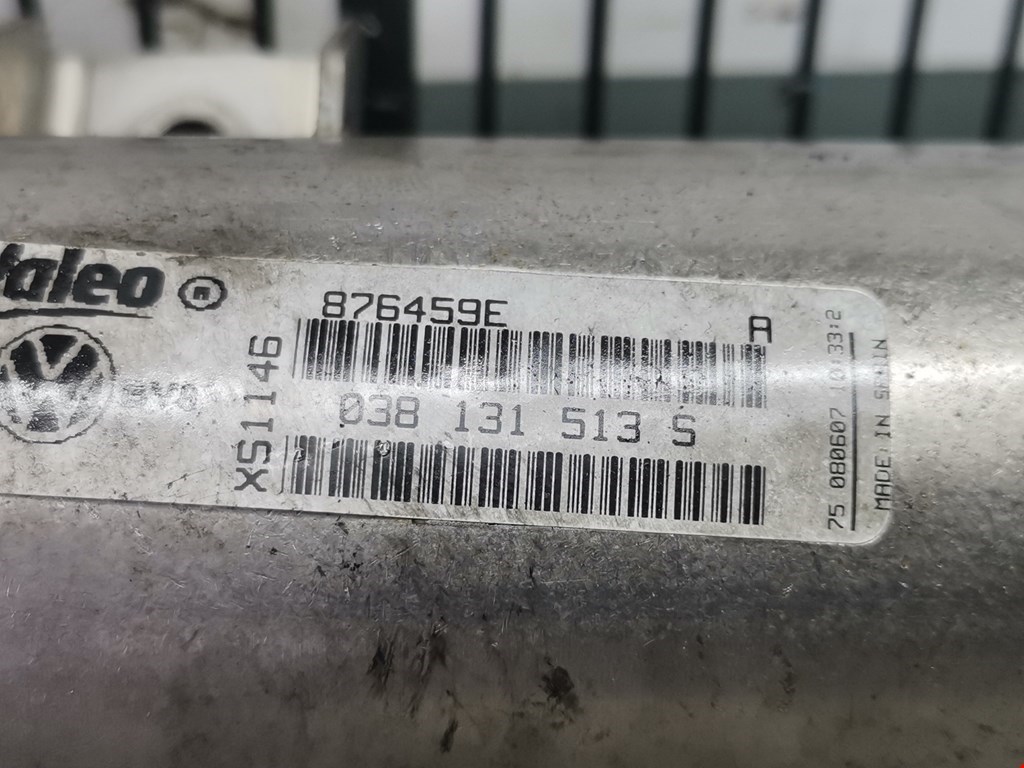 Valeo ®
876459E
A
XS1146
038 131 513 S
75 080607 10:33:2
MADE IN SPAIN